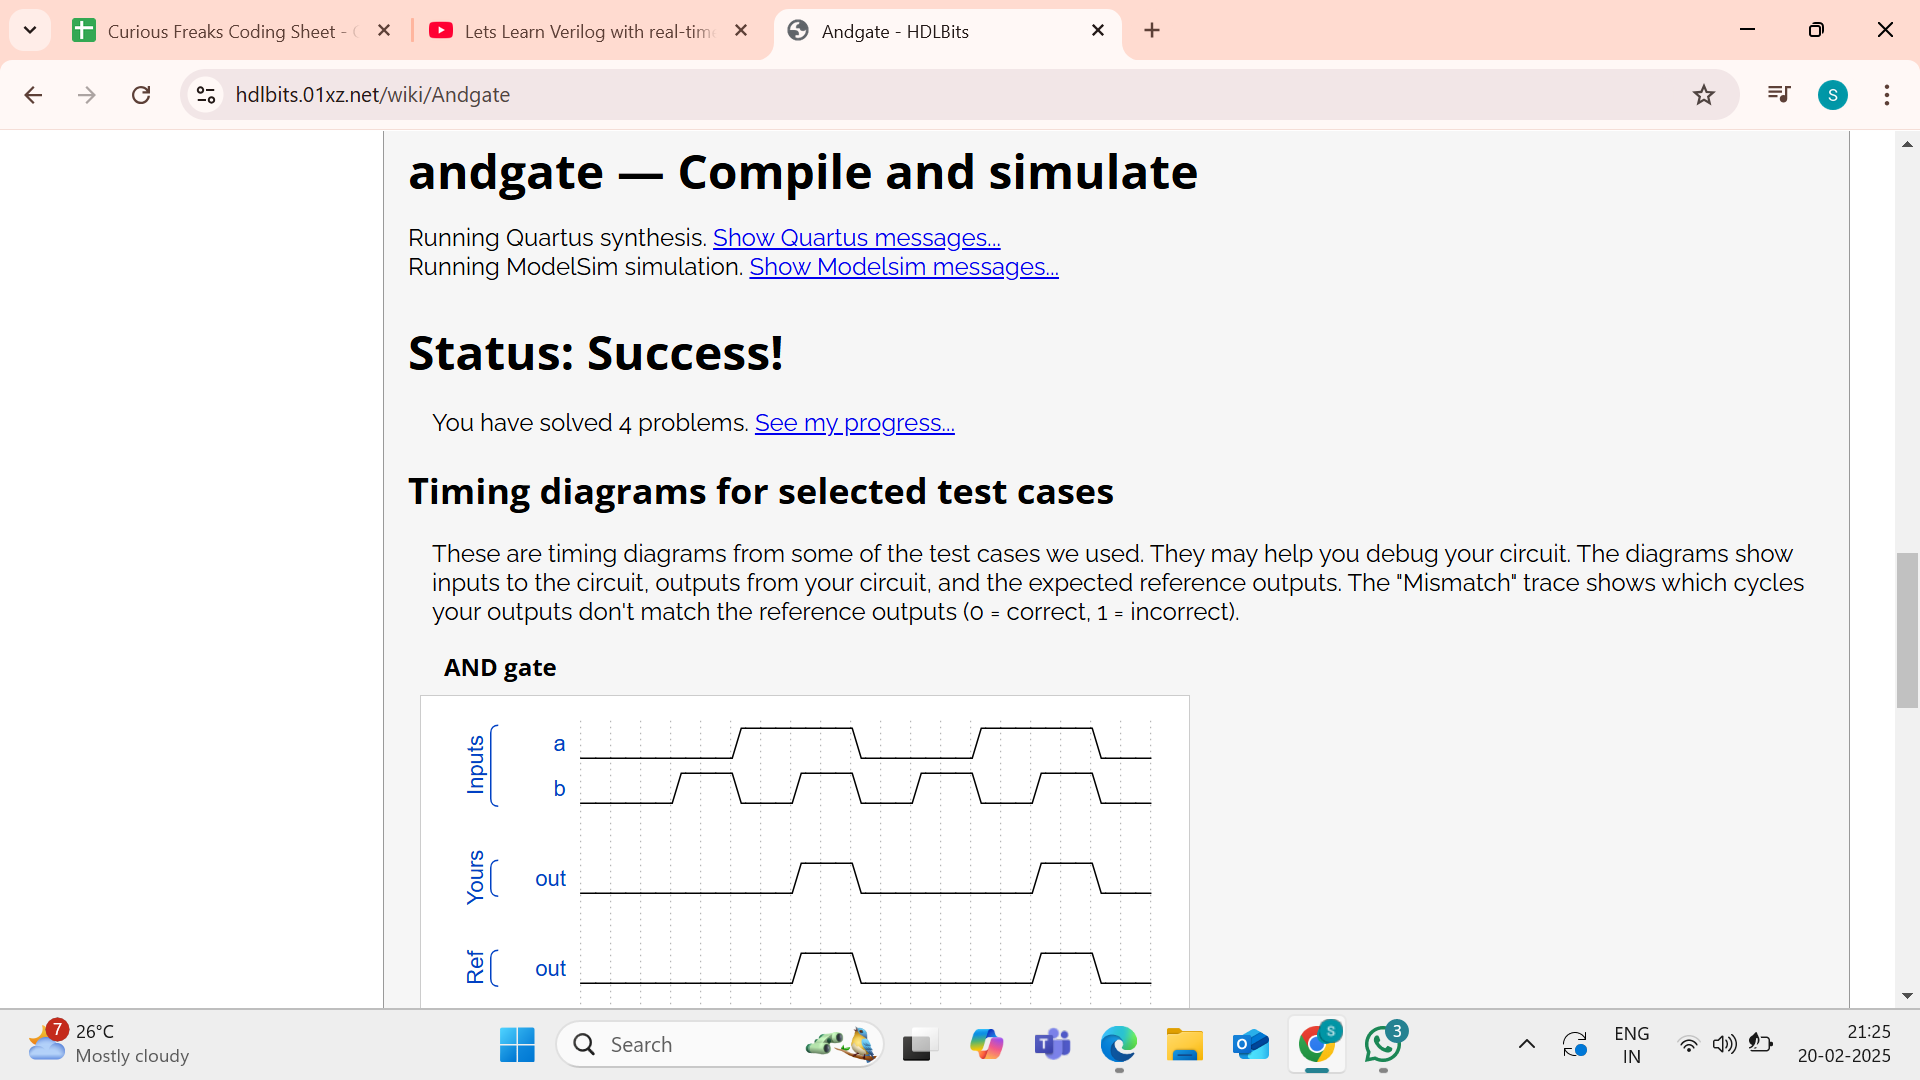 Curious Freaks Coding Sheet -
Lets Learn Verilog with real-tim
Andgate - HDLBits
hdlbits.01xz.net/wiki/Andgate
S
andgate — Compile and simulate
Running Quartus synthesis. Show Quartus messages...
Running ModelSim simulation. Show Modelsim messages...
Status: Success!
You have solved 4 problems. See my progress...
Timing diagrams for selected test cases
These are timing diagrams from some of the test cases we used. They may help you debug your circuit. The diagrams show
inputs to the circuit, outputs from your circuit, and the expected reference outputs. The "Mismatch" trace shows which cycles
your outputs don't match the reference outputs (0 = correct, 1 = incorrect).
AND gate
Inputs
a
b
Yours
out
Ref
out
7
26°C
Mostly cloudy
Search
S
3
ENG
IN
21:25
20-02-2025